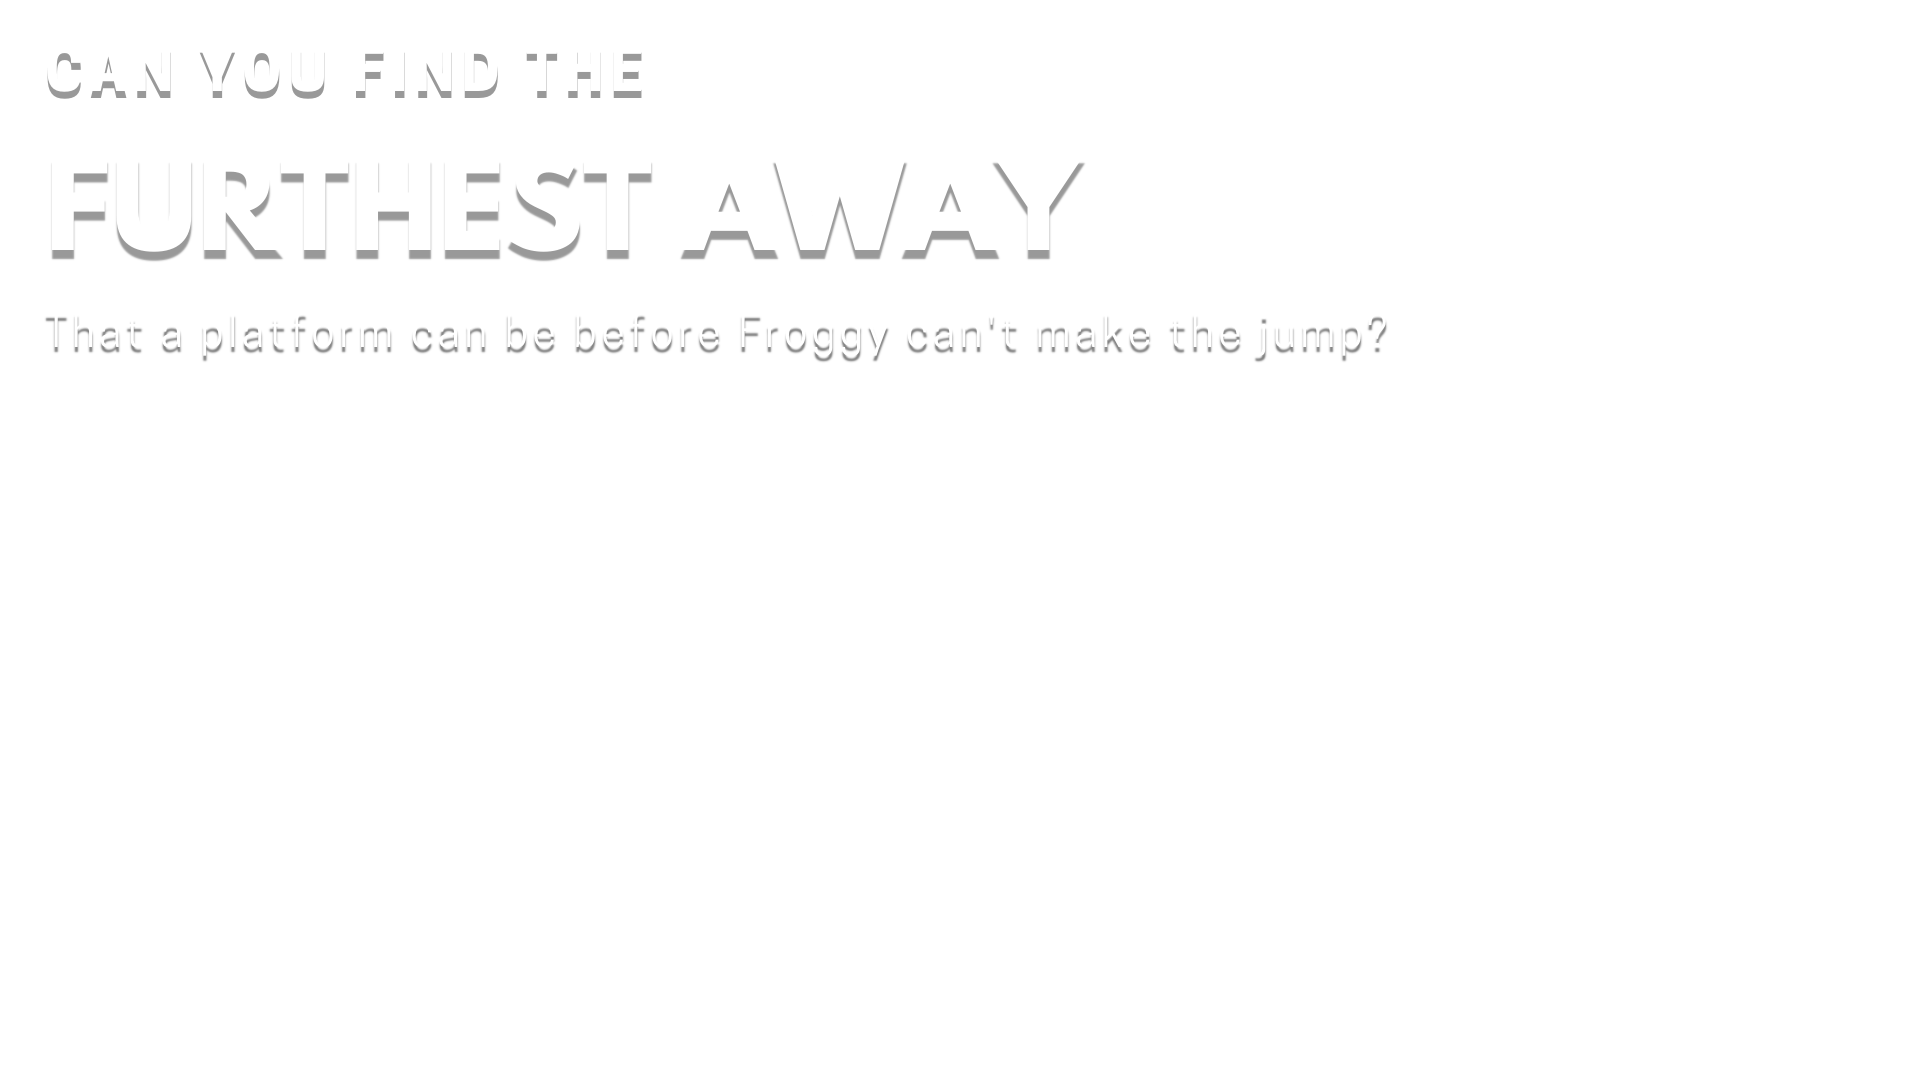 CAN YOU FIND THE
FURTHEST AWAY
That a platform can be before Froggy can't make the jump?